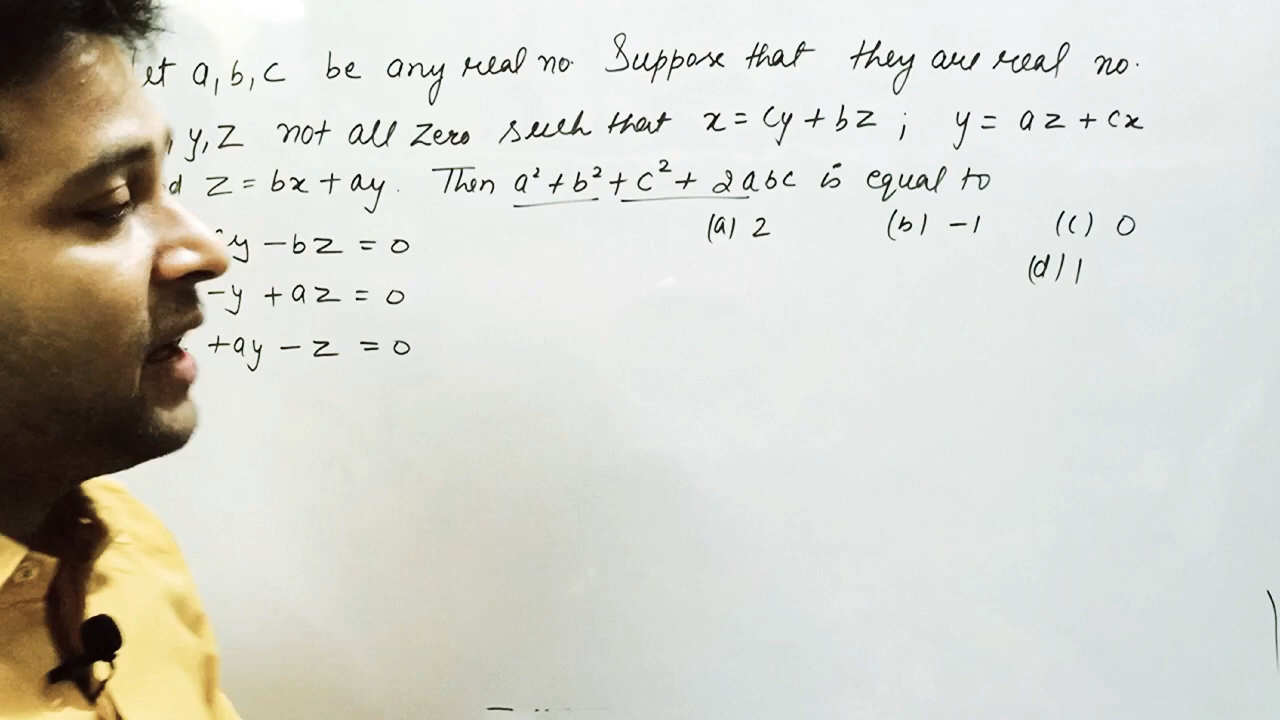 et a, b, c be any real no. Suppose that they are real no.
, y, z not all zero such that x = cy + bz ; y = az + cx
d z = bx + ay. Then a² + b² + c² + 2abc is equal to
(a) 2 (b) -1 (c) 0
(d) 1
y - bz = 0
-y + az = 0
+ay - z = 0